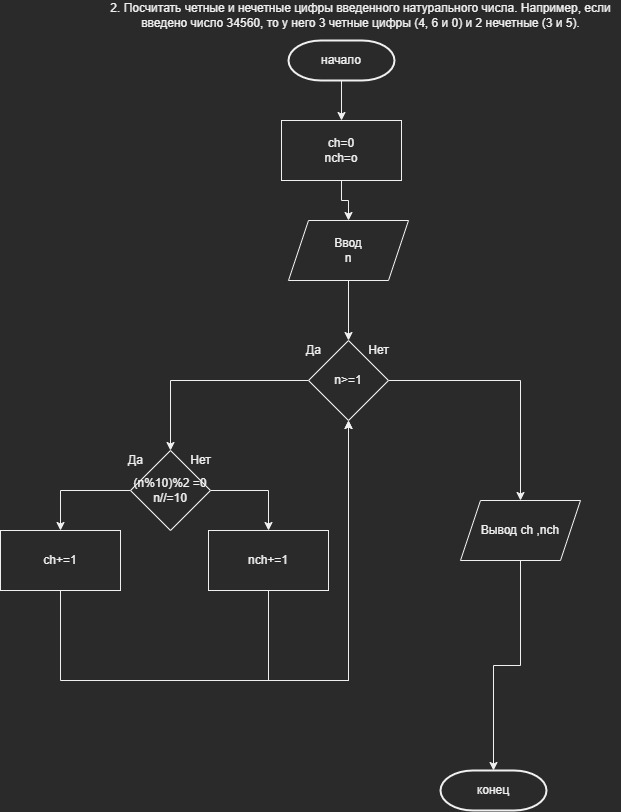 2. Посчитать четные и нечетные цифры введенного натурального числа. Например, если
введено число 34560, то у него 3 четные цифры (4, 6 и 0) и 2 нечетные (3 и 5).
начало
ch=0
nch=o
Ввод
n
Да
Нет
n>=1
Да
Нет
(n%10)%2 =0
n//=10
ch+=1
nch+=1
Вывод ch ,nch
конец